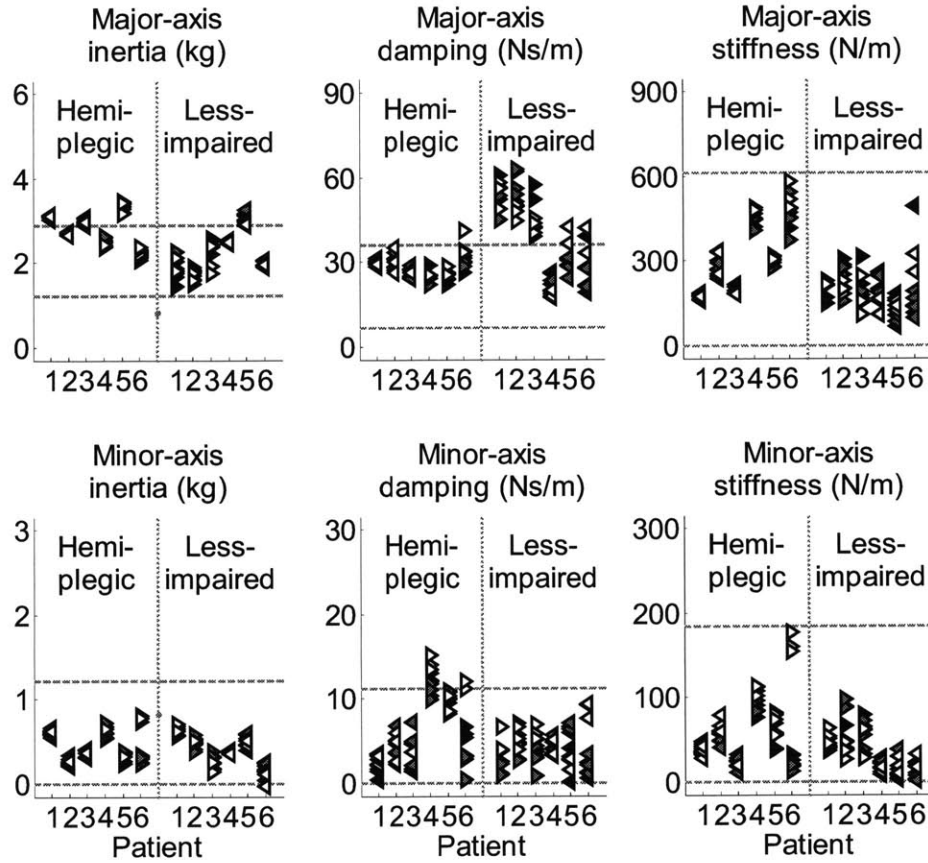 Major-axis
inertia (kg)
6
4
2
0
Hemi-
plegic
Less-
impaired
123456
123456
Major-axis
damping (Ns/m)
90
60
30
0
Hemi-
plegic
Less-
impaired
123456
123456
Major-axis
stiffness (N/m)
900
600
300
0
Hemi-
plegic
Less-
impaired
123456
123456
Minor-axis
inertia (kg)
3
2
1
0
Hemi-
plegic
Less-
impaired
123456
123456
Patient
Minor-axis
damping (Ns/m)
30
20
10
0
Hemi-
plegic
Less-
impaired
123456
123456
Patient
Minor-axis
stiffness (N/m)
300
200
100
0
Hemi-
plegic
Less-
impaired
123456
123456
Patient